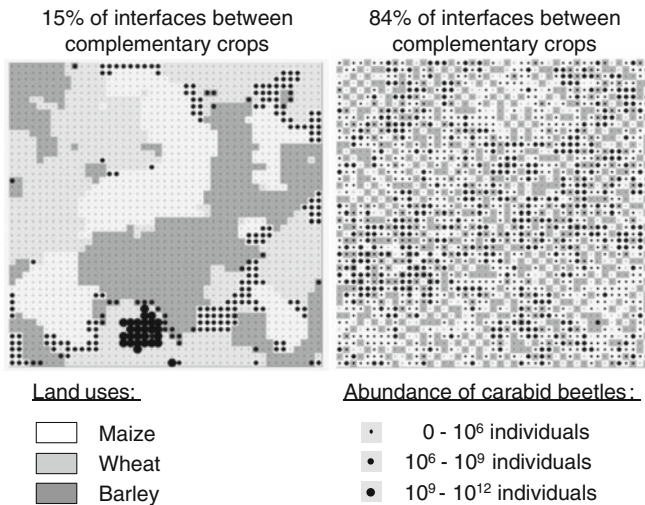 15% of interfaces between
complementary crops
84% of interfaces between
complementary crops
Land uses:
Maize
Wheat
Barley
Abundance of carabid beetles:
0 - 10⁶ individuals
10⁶ - 10⁹ individuals
10⁹ - 10¹² individuals